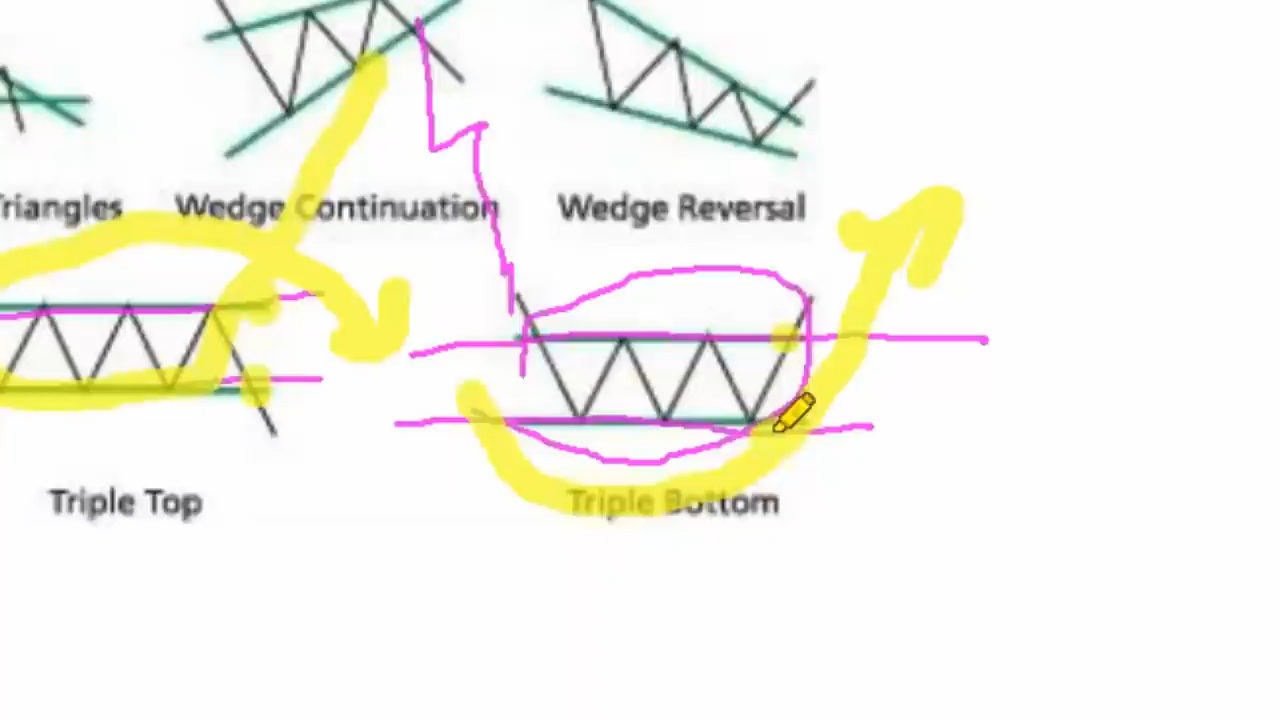 Triangles
Wedge Continuation
Wedge Reversal
Triple Top
Triple Bottom